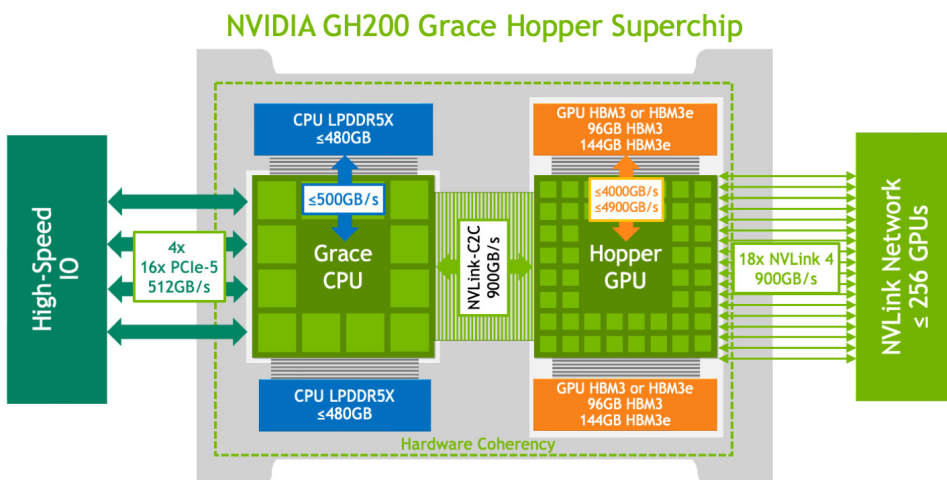 NVIDIA GH200 Grace Hopper Superchip
High-Speed
IO
4x
16x PCIe-5
512GB/s
CPU LPDDR5X
≤480GB
≤500GB/s
Grace
CPU
CPU LPDDR5X
≤480GB
NVLink-C2C
900GB/s
GPU HBM3 or HBM3e
96GB HBM3
144GB HBM3e
≤4000GB/s
≤4900GB/s
Hopper
GPU
GPU HBM3 or HBM3e
96GB HBM3
144GB HBM3e
18x NVLink 4
900GB/s
NVLink Network
≤ 256 GPUs
Hardware Coherency